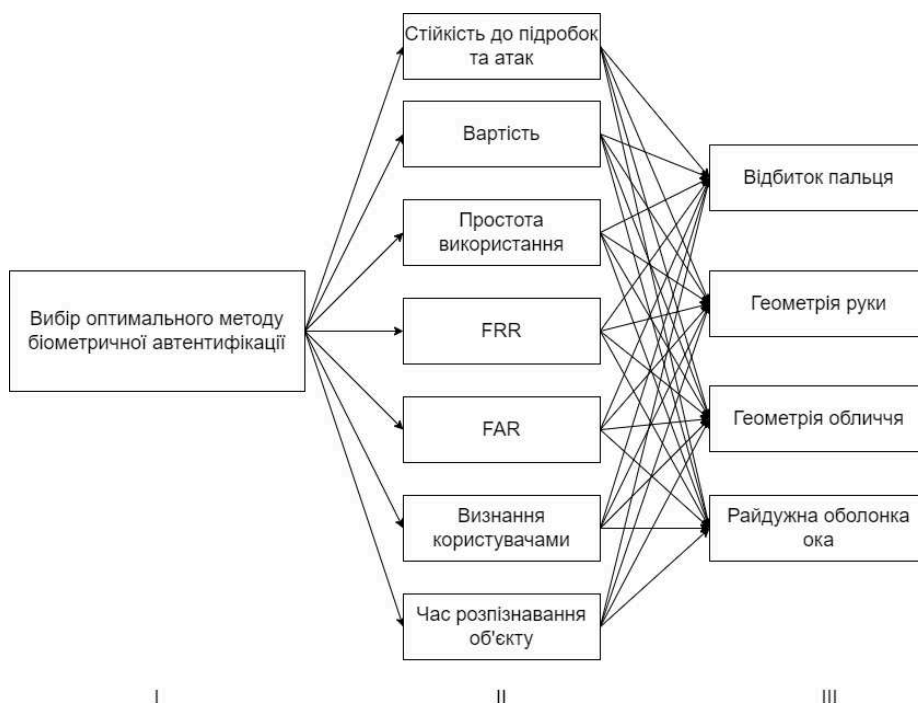 Вибір оптимального методу
біометричної автентифікації
Стійкість до підробок
та атак
Вартість
Простота
використання
FRR
FAR
Визнання
користувачами
Час розпізнавання
об'єкту
Відбиток пальця
Геометрія руки
Геометрія обличчя
Райдужна оболонка
ока
I
II
III